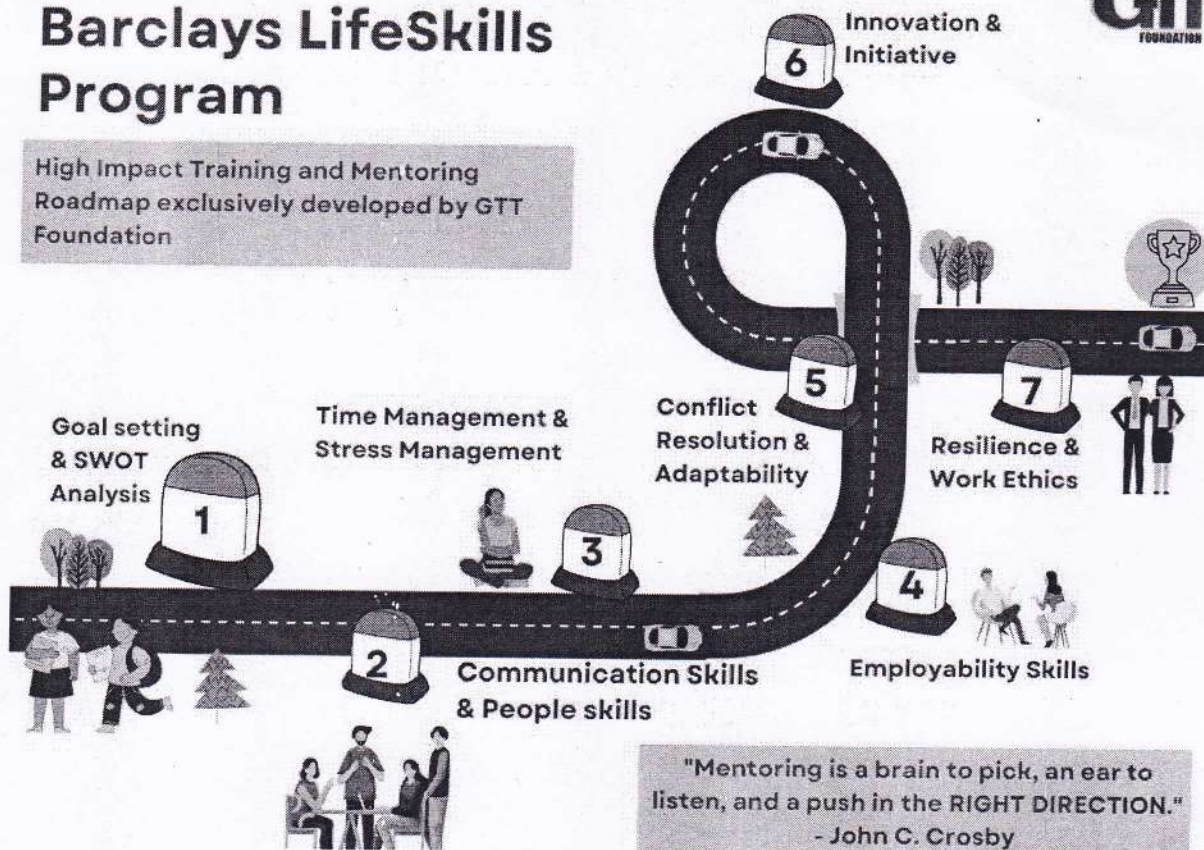 Barclays LifeSkills
Program
High Impact Training and Mentoring
Roadmap exclusively developed by GTT
Foundation
FOUNDATION
6
Innovation &
Initiative
5
Conflict
Resolution &
Adaptability
7
Resilience &
Work Ethics
Goal setting
& SWOT
Analysis
1
Time Management &
Stress Management
3
2
Communication Skills
& People skills
4
Employability Skills
"Mentoring is a brain to pick, an ear to
listen, and a push in the RIGHT DIRECTION."
- John C. Crosby